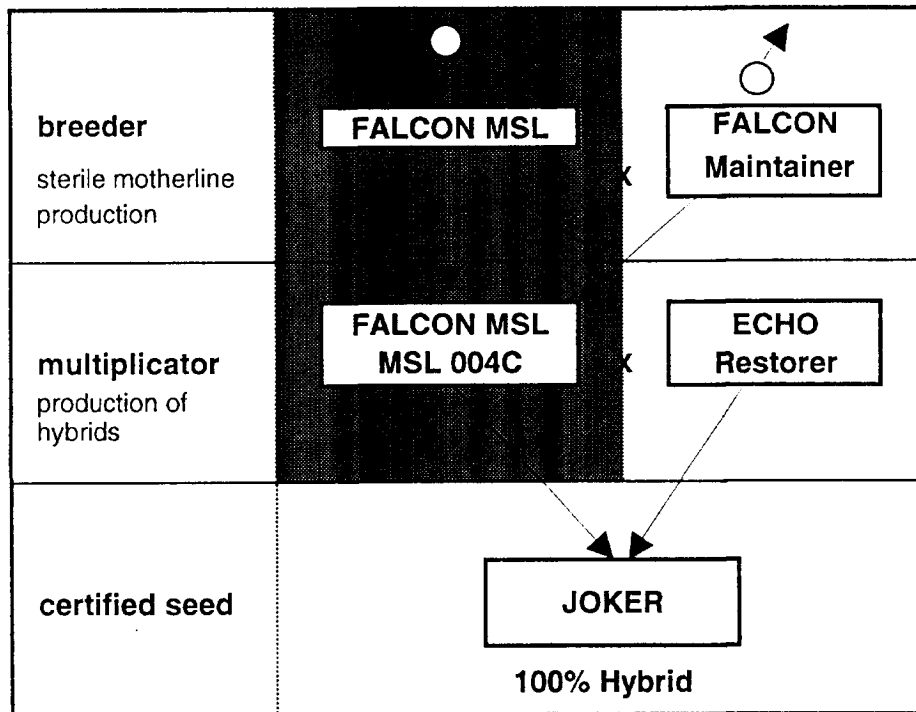 breeder
sterile motherline
production
FALCON MSL
X
FALCON
Maintainer
multiplicator
production of
hybrids
FALCON MSL
MSL 004C
X
ECHO
Restorer
certified seed
JOKER
100% Hybrid